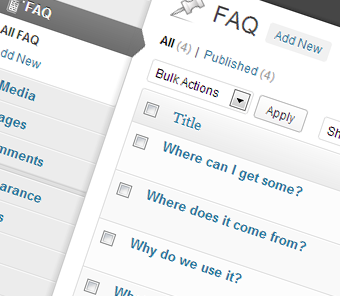 FAQ
All FAQ
dd New
Media
ages
mments
arance
s
FAQ
Add New
All (4) | Published (4)
Bulk Actions
Apply
Sh
Title
Where can I get some?
Where does it come from?
Why do we use it?
Wh